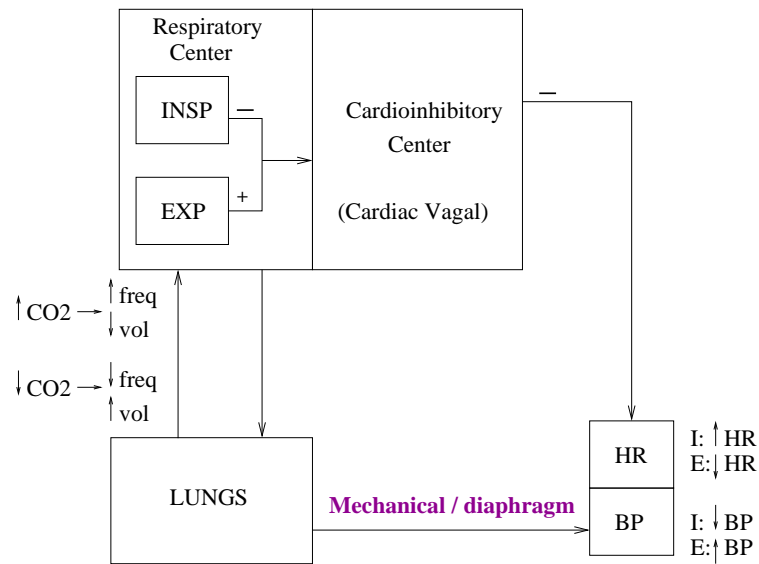 Respiratory
Center
INSP
−
EXP
+
Cardioinhibitory
Center
(Cardiac Vagal)
−
↑ CO2 → ↑ freq
↓ vol
↓ CO2 → ↓ freq
↑ vol
LUNGS
Mechanical / diaphragm
HR
I: ↑ HR
E: ↓ HR
BP
I: ↓ BP
E: ↑ BP